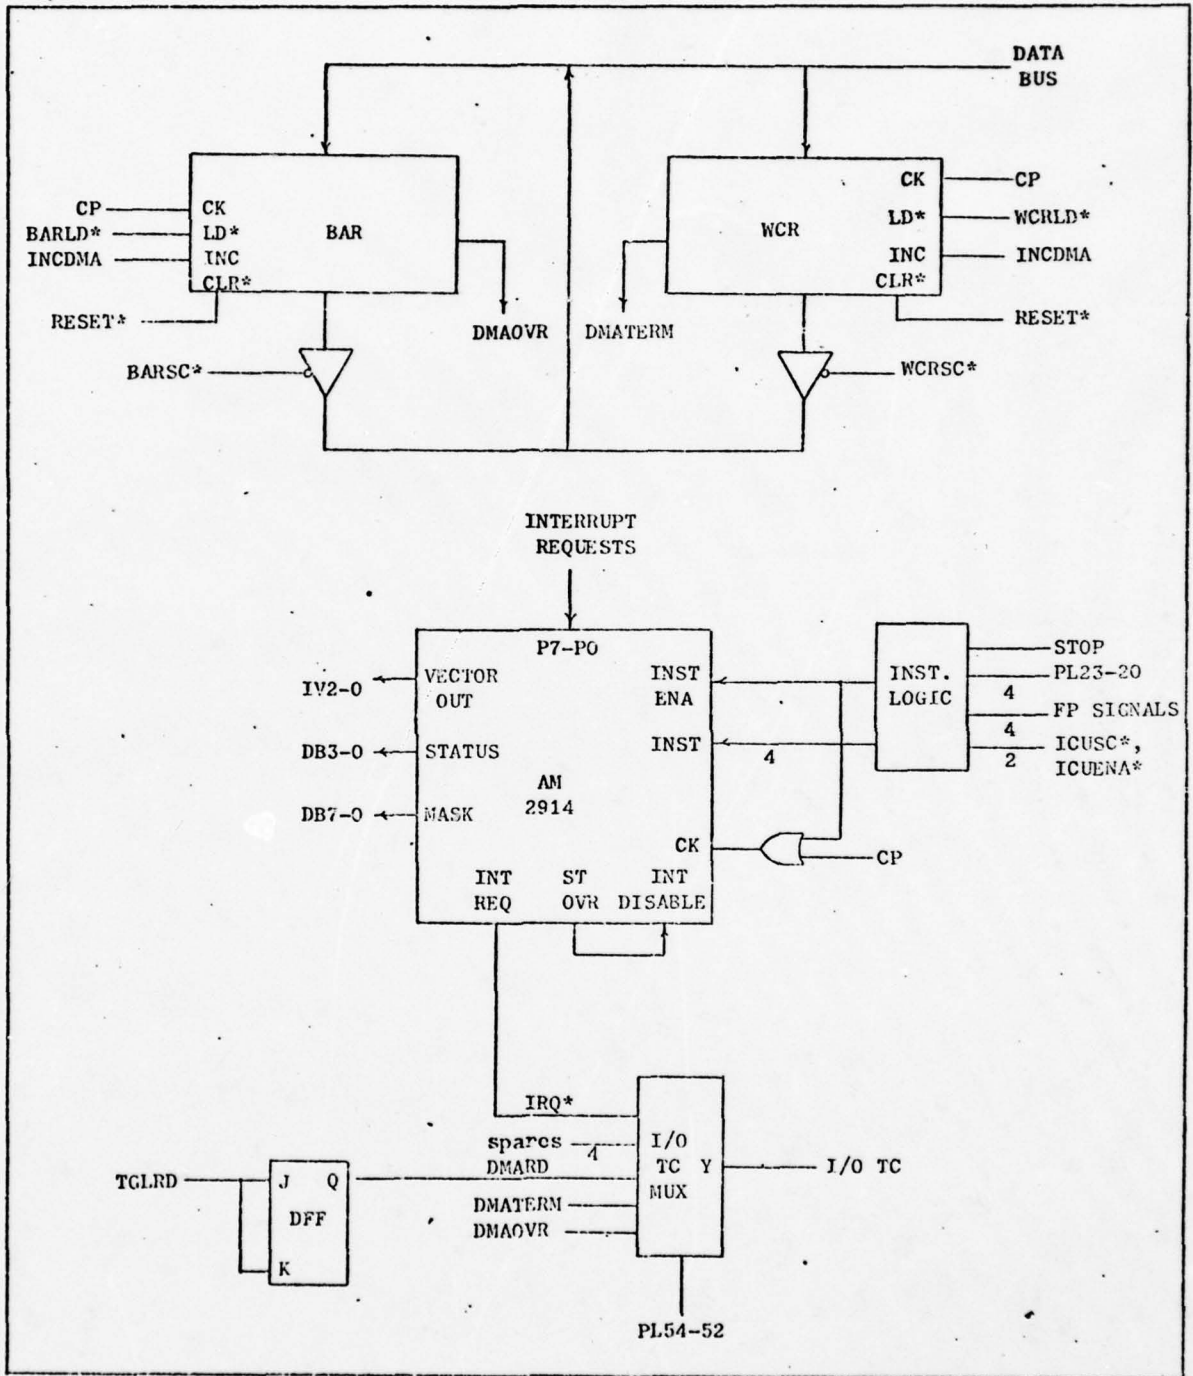 DATA
BUS
CP
CK
BARLD*
LD*
BAR
INCDMA
INC
CLR*
RESET*
DMAOVR
BARSC*
CK
CP
LD*
WCRLD*
WCR
INC
INCDMA
CLR*
DMATERM
RESET*
WCRSC*
INTERRUPT
REQUESTS
P7-P0
IV2-0
VECTOR
OUT
INST
ENA
INST.
LOGIC
STOP
PL23-20
4
FP SIGNALS
4
ICUSC*,
2
ICUENA*
DB3-0
STATUS
INST
4
AM
2914
DB7-0
MASK
CK
CP
INT
REQ
ST
OVR
INT
DISABLE
IRQ*
spares
4
I/O
TC
MUX
Y
I/O TC
TGLRD
J
Q
DFF
K
DMARD
DMATERM
DMAOVR
PL54-52